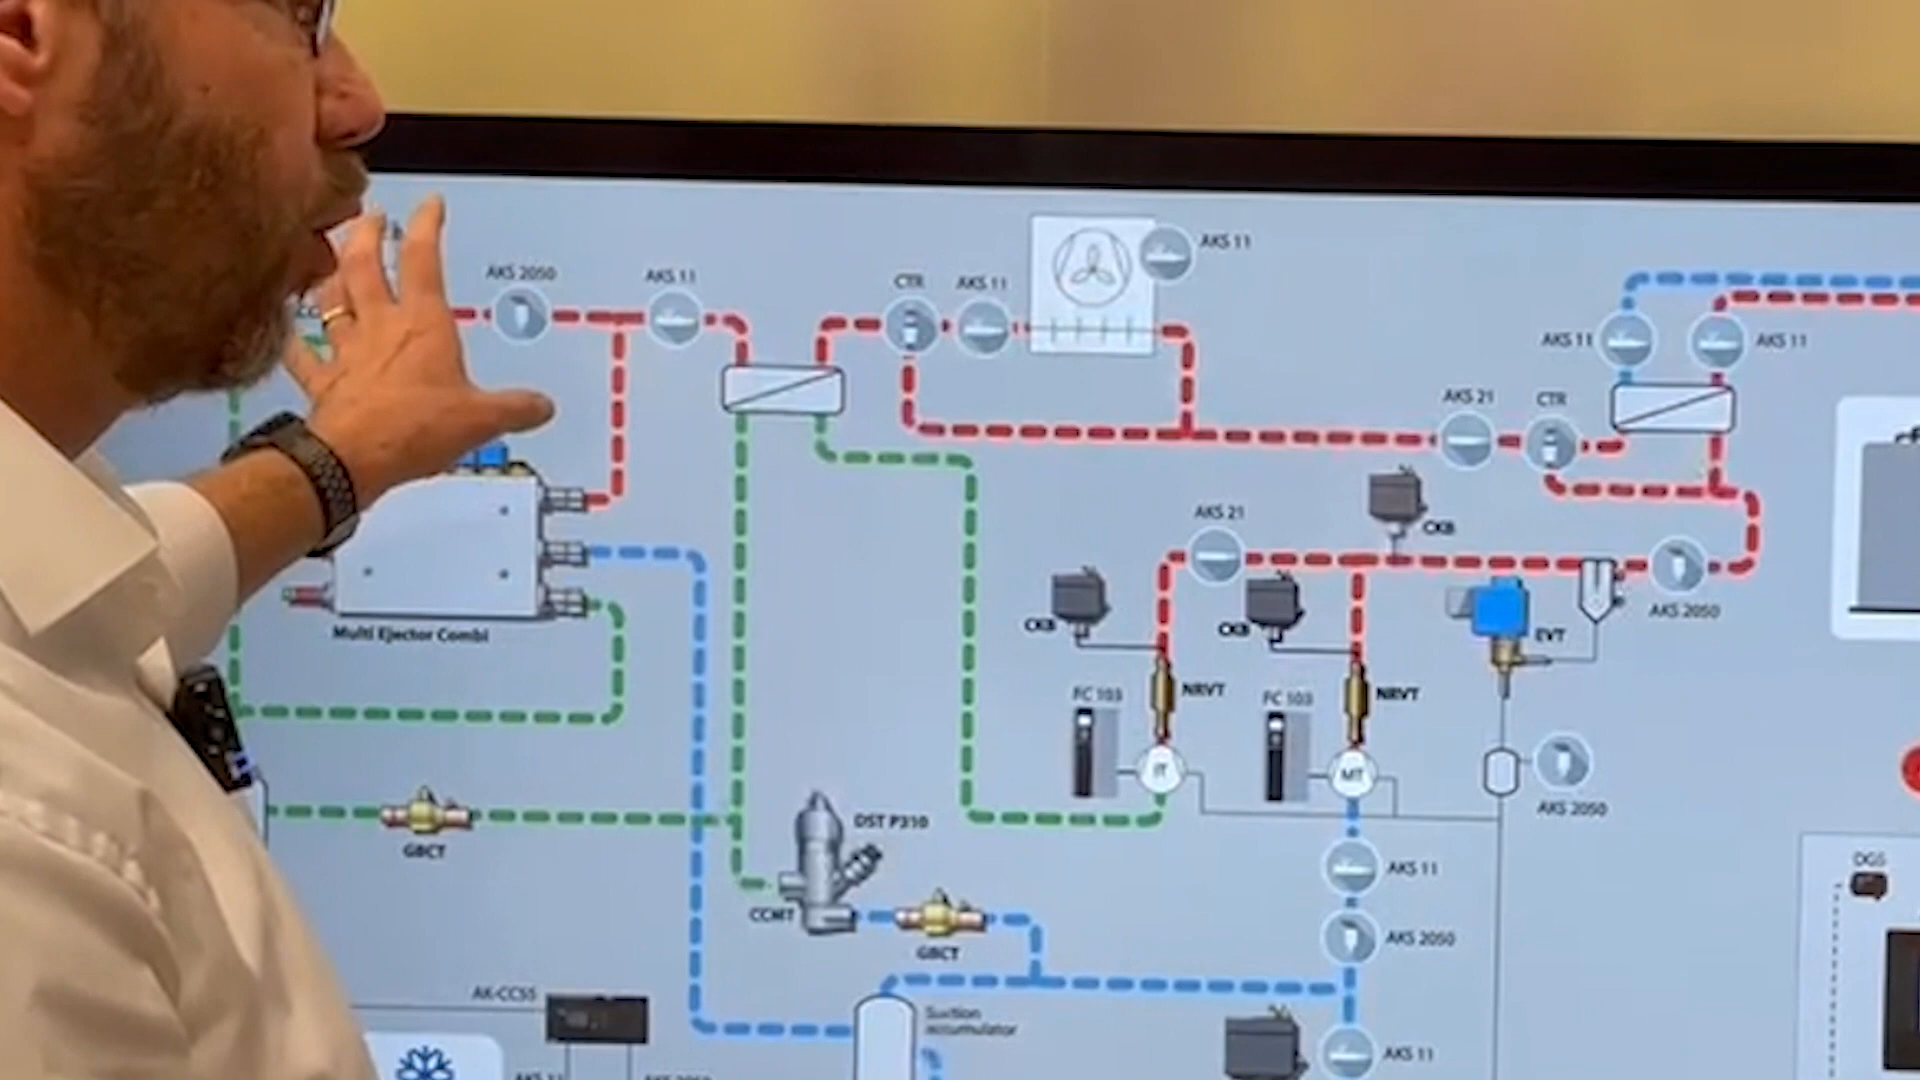 AKS 11
AKS 2050
AKS 11
CTR
AKS 11
AKS 11
AKS 11
AKS 21
CTR
AKS 21
CKB
CKB
CKB
EVT
AKS 2050
Multi Ejector Combi
FC 103
NRVT
FC 103
NRVT
IT
MT
AKS 2050
DST P310
GBCT
CCMT
GBCT
AKS 11
DGS
AKS 2050
AK-CC55
Suction
accumulator
AKS 11
AKS 11